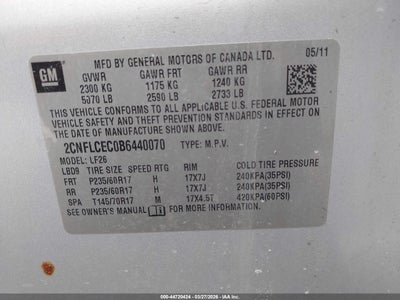 GM
MFD BY GENERAL MOTORS OF CANADA LTD.
05/11
GVWR GAWR FRT GAWR RR
2300 KG 1175 KG 1240 KG
5070 LB 2590 LB 2733 LB
THIS VEHICLE CONFORMS TO ALL APPLICABLE U.S. FEDERAL MOTOR
VEHICLE SAFETY AND THEFT PREVENTION STANDARDS IN EFFECT ON
THE DATE OF MANUFACTURE SHOWN ABOVE.
2CNFLCEC0B6440070 TYPE: M.P.V.
MODEL: LF26
LBD9 TIRE SIZE SPEED RTG RIM COLD TIRE PRESSURE
FRT P235/60R17 H 17X7J 240KPA(35PSI)
RR P235/60R17 H 17X7J 240KPA(35PSI)
SPA T145/70R17 M 17X4.5T 420KPA(60PSI)
SEE OWNER'S MANUAL FOR MORE INFORMATION.
000-44720424 - 03/27/2026 - IAA